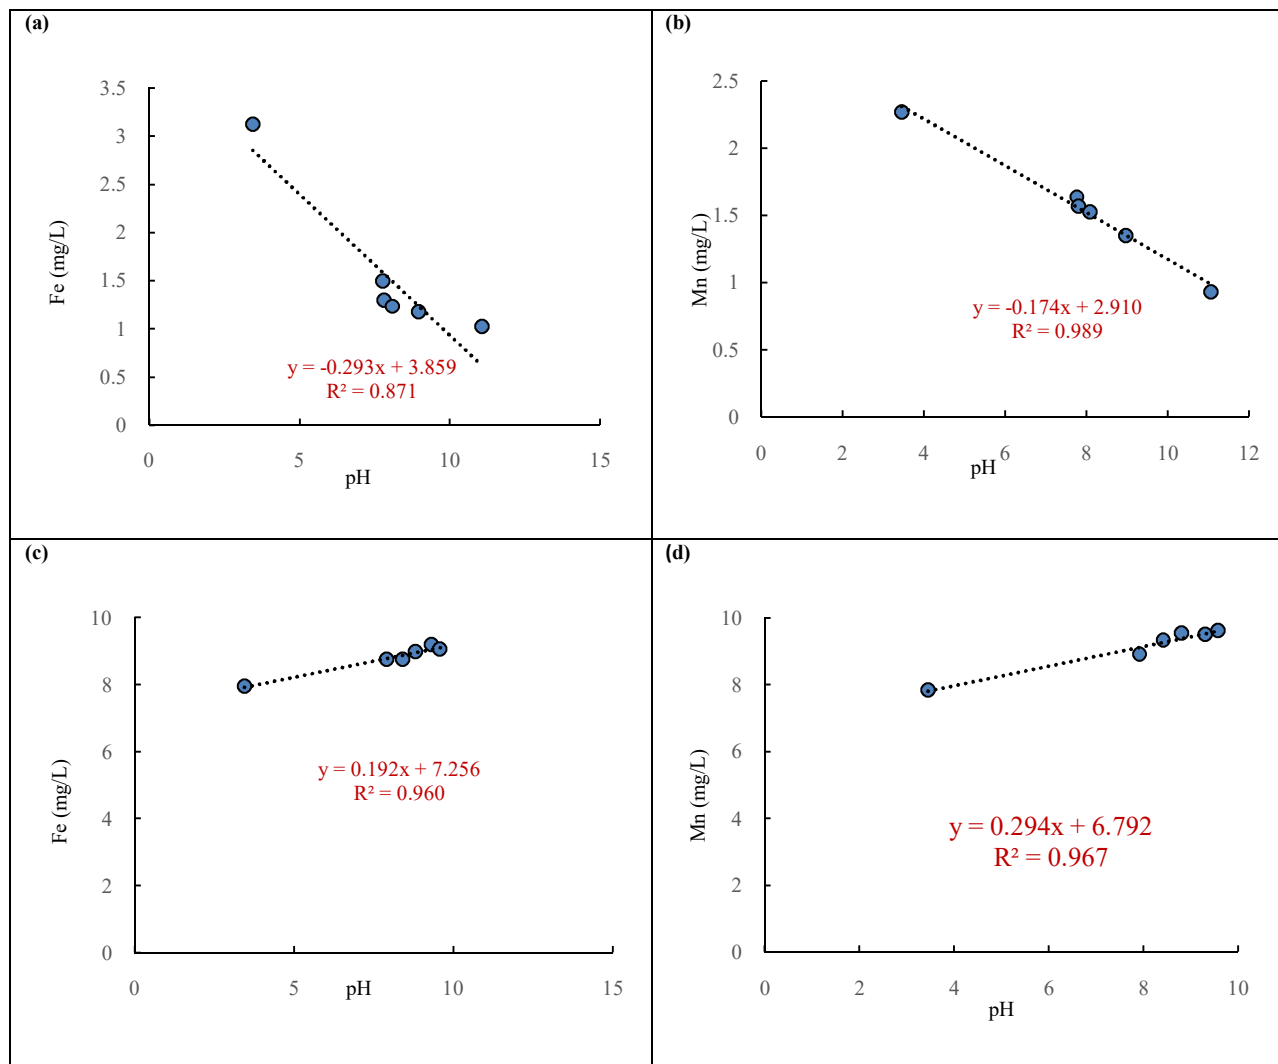 (a)
Fe (mg/L)
3.5
3
2.5
2
1.5
1
0.5
0
y = -0.293x + 3.859
R² = 0.871
0 5 10 15
pH
(b)
Mn (mg/L)
2.5
2
1.5
1
0.5
0
y = -0.174x + 2.910
R² = 0.989
0 2 4 6 8 10 12
pH
(c)
Fe (mg/L)
10
8
6
4
2
0
y = 0.192x + 7.256
R² = 0.960
0 5 10 15
pH
(d)
Mn (mg/L)
10
8
6
4
2
0
y = 0.294x + 6.792
R² = 0.967
0 2 4 6 8 10
pH